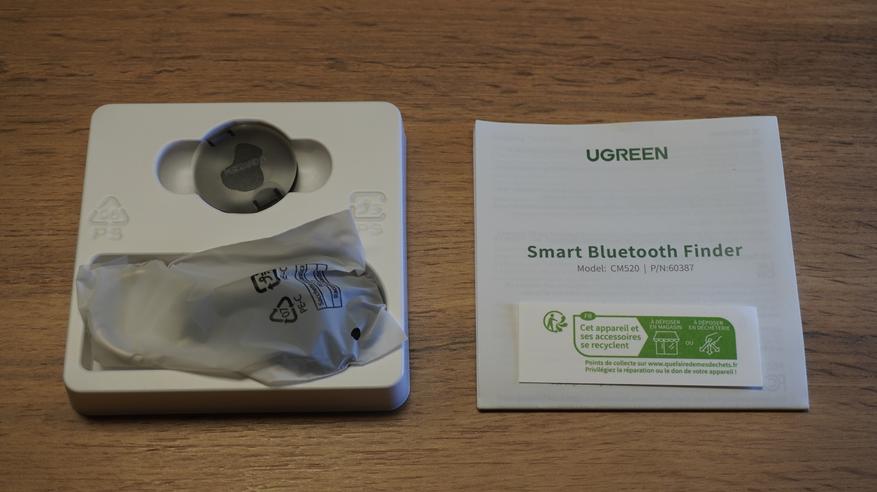 PS
UGREEN
Smart Bluetooth Finder
Model: CM520 | P/N:60387
FR
Cet appareil et
ses accessoires
se recyclent
À DÉPOSER
EN MAGASIN
OU
À DÉPOSER
EN DÉCHÈTERIE
Points de collecte sur www.quefairedemesdechets.fr
Privilégiez la réparation ou le don de votre appareil !